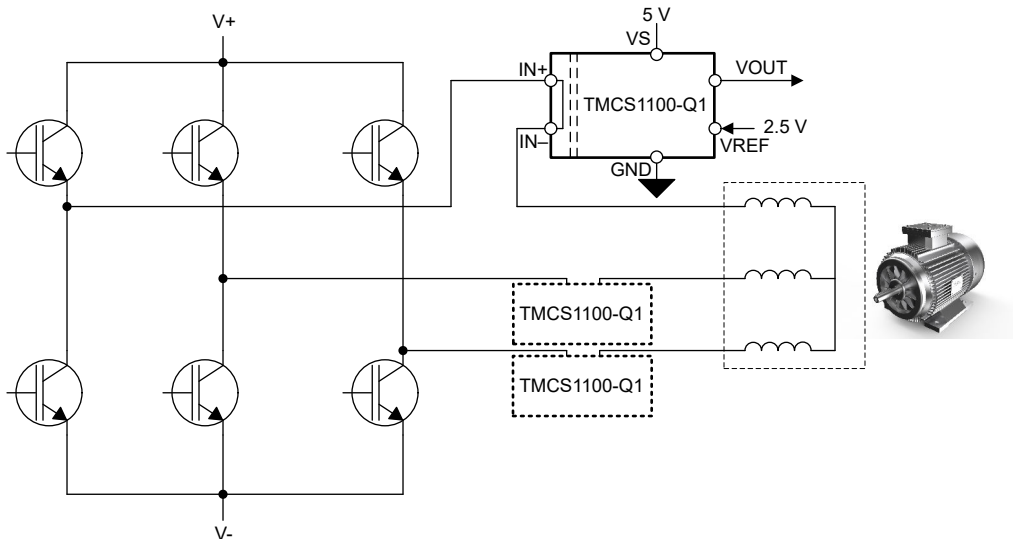 V+
5 V
VS
IN+
VOUT
TMCS1100-Q1
2.5 V
IN–
VREF
GND
TMCS1100-Q1
TMCS1100-Q1
V-